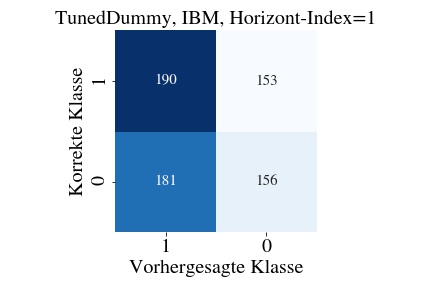 TunedDummy, IBM, Horizont-Index=1
Korrekte Klasse
1
190
153
0
181
156
1
0
Vorhergesagte Klasse